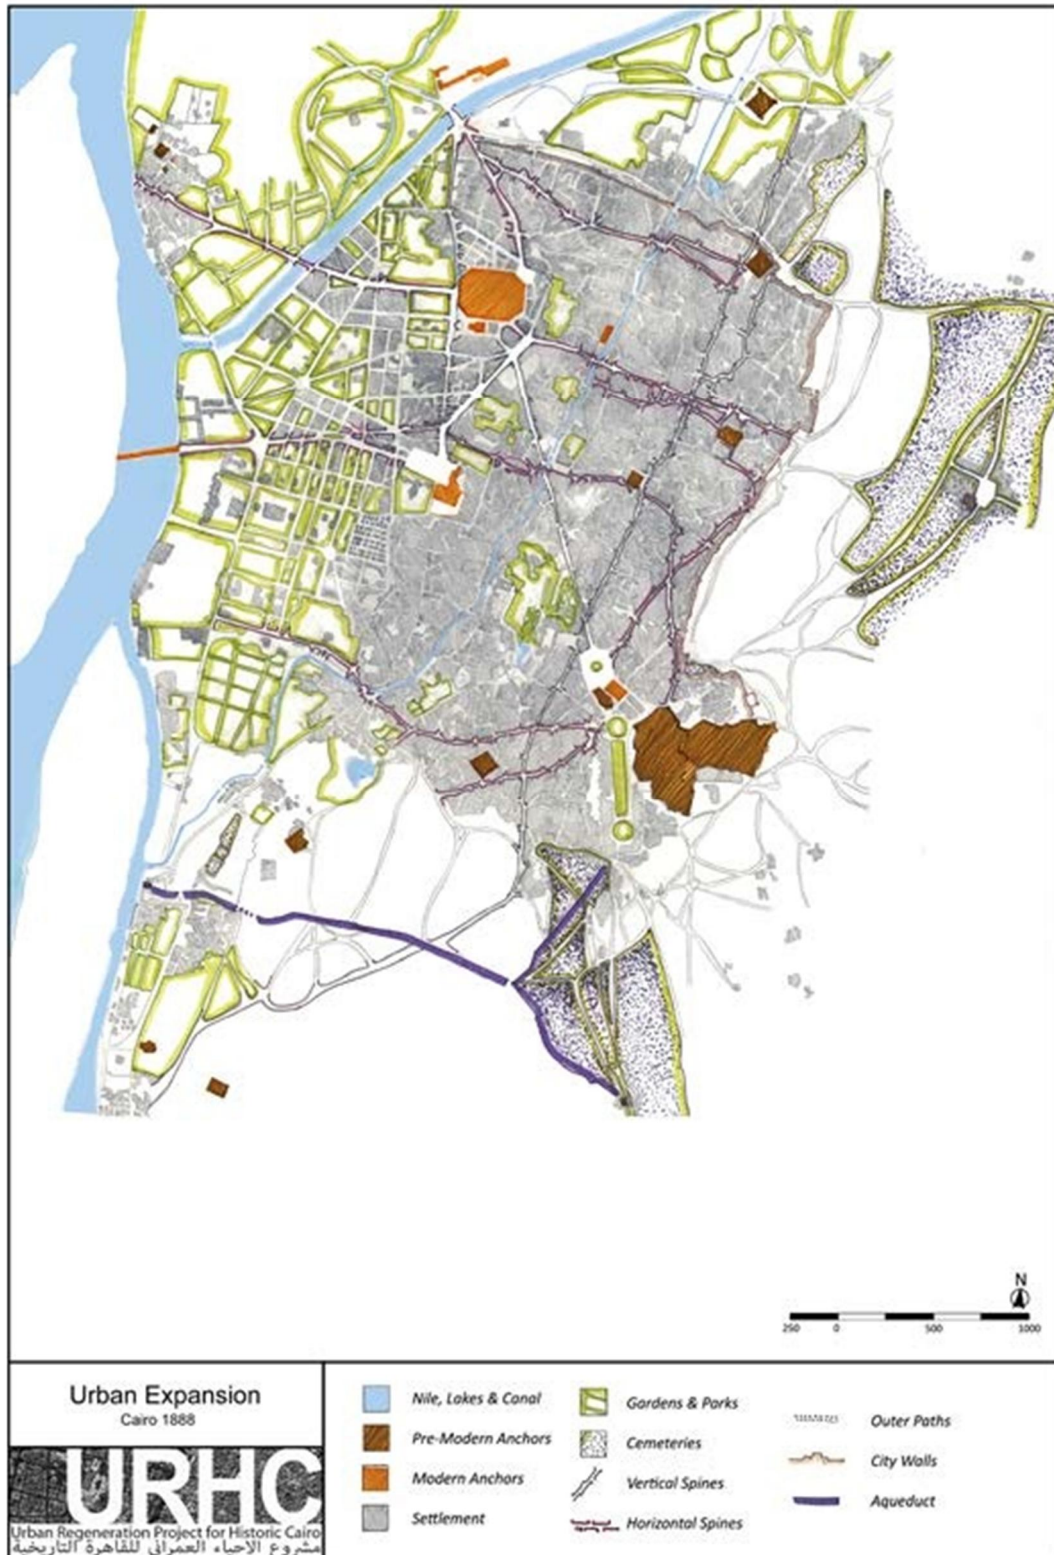 N
250 0 500 1000
Urban Expansion
Cairo 1888
URHC
Urban Regeneration Project for Historic Cairo
مشروع الإحياء العمراني للقاهرة التاريخية
Nile, Lakes & Canal
Pre-Modern Anchors
Modern Anchors
Settlement
Gardens & Parks
Cemeteries
Vertical Spines
Horizontal Spines
Outer Paths
City Walls
Aqueduct